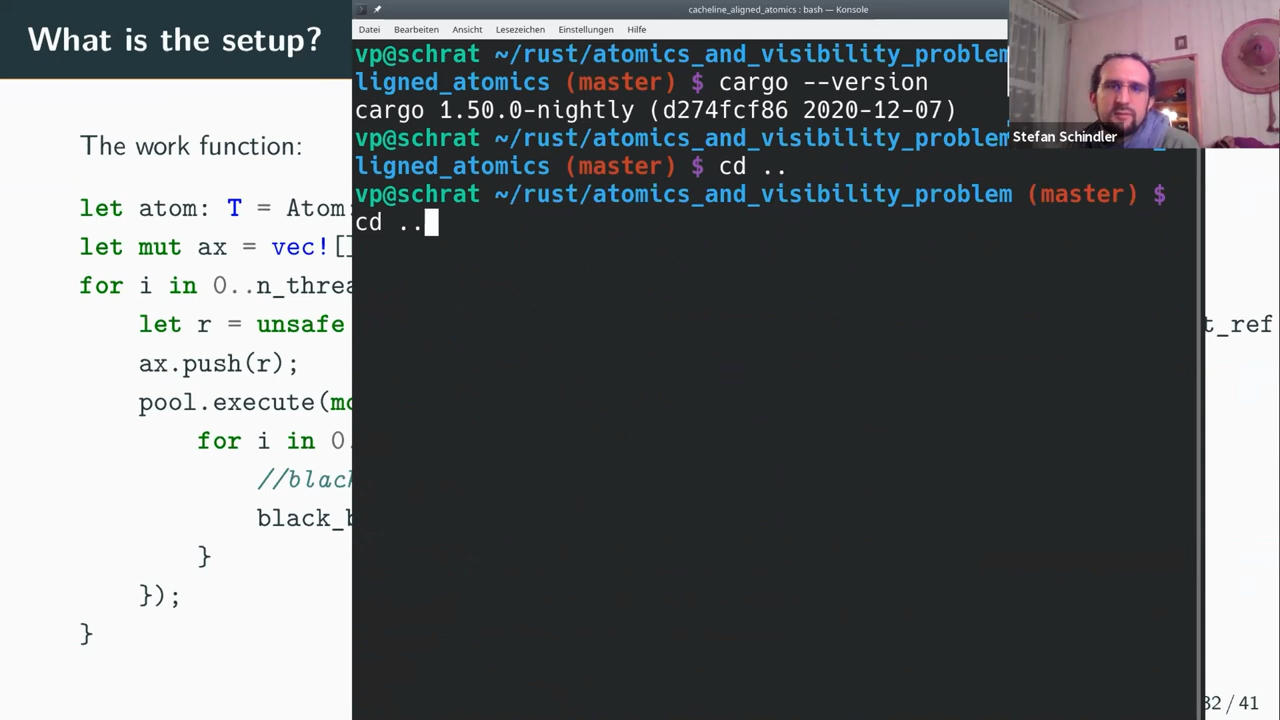 What is the setup?
cacheline_aligned_atomics : bash — Konsole
Datei Bearbeiten Ansicht Lesezeichen Einstellungen Hilfe
vp@schrat ~/rust/atomics_and_visibility_problem
ligned_atomics (master) $ cargo --version
cargo 1.50.0-nightly (d274fcf86 2020-12-07)
vp@schrat ~/rust/atomics_and_visibility_problem
ligned_atomics (master) $ cd ..
vp@schrat ~/rust/atomics_and_visibility_problem (master) $
cd ..
Stefan Schindler
The work function:
let atom: T = Atom:
let mut ax = vec![]
for i in 0..n_threa
let r = unsafe t_ref
ax.push(r);
pool.execute(mo
for i in 0.
//black
black_b
}
});
}
32 / 41